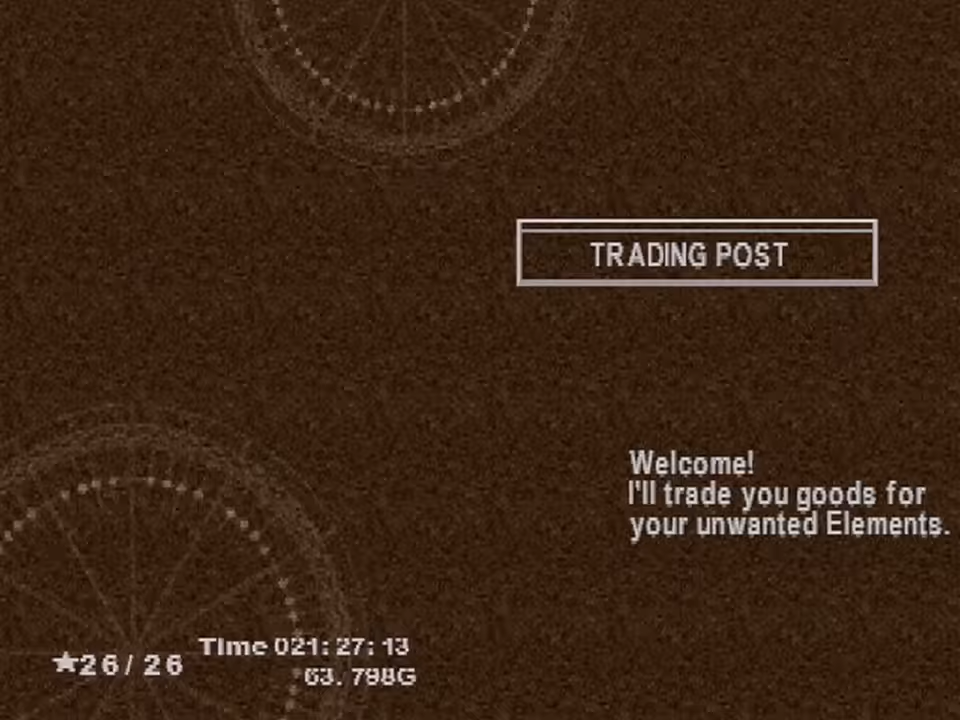 TRADING POST
Welcome!
I'll trade you goods for
your unwanted Elements.
Time 021: 27: 13
★26/ 26
63. 798G